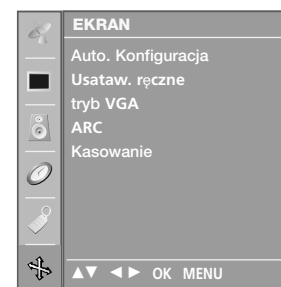 EKRAN
Auto. Konfiguracja
Usataw. ręczne
tryb VGA
ARC
Kasowanie
▲▼ ◄► OK MENU